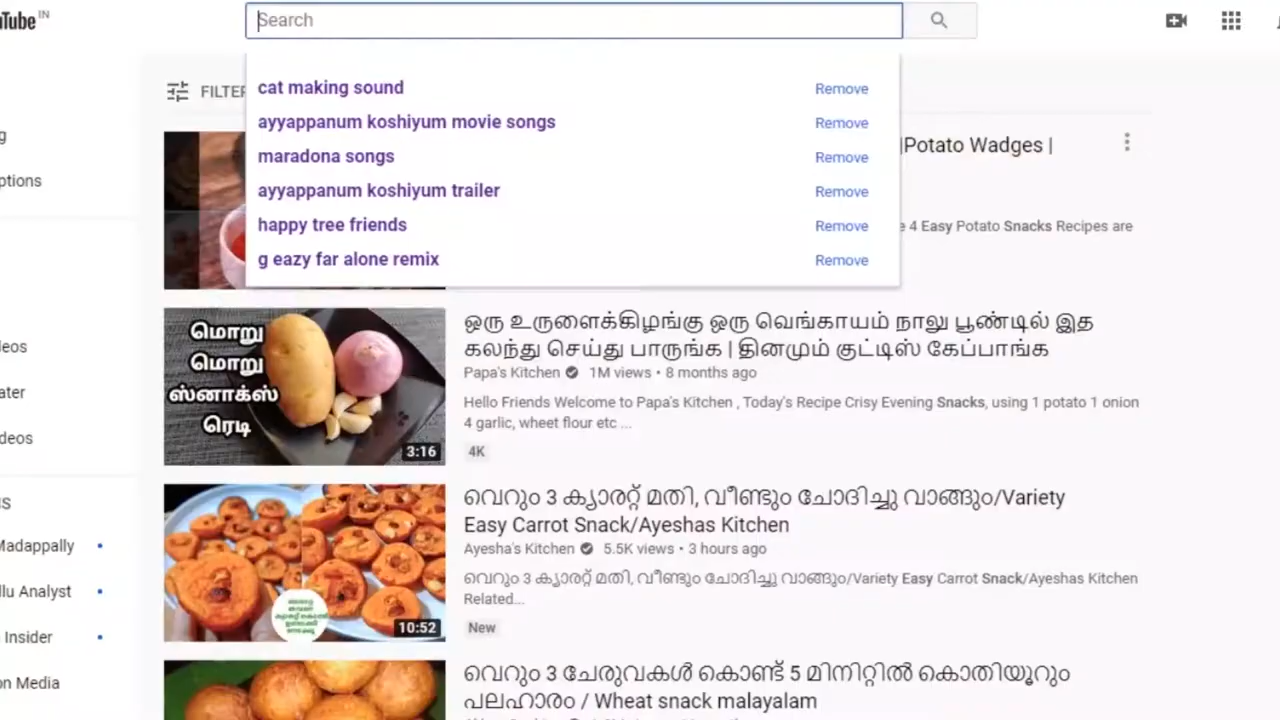 uTube IN
Search
cat making sound Remove
ayyappanum koshiyum movie songs Remove
maradona songs Remove
ayyappanum koshiyum trailer Remove
happy tree friends Remove
g eazy far alone remix Remove
FILTER
|Potato Wadges |
4 Easy Potato Snacks Recipes are
g
ptions
eos
ater
deos
S
Madappally
llu Analyst
Insider
on Media
மொறு
மொறு
ஸ்னாக்ஸ்
ரெடி
3:16
ஒரு உருளைக்கிழங்கு ஒரு வெங்காயம் நாலு பூண்டில் இத
கலந்து செய்து பாருங்க | தினமும் குட்டிஸ் கேப்பாங்க
Papa's Kitchen 1M views • 8 months ago
Hello Friends Welcome to Papa's Kitchen , Today's Recipe Crisy Evening Snacks, using 1 potato 1 onion
4 garlic, wheet flour etc ...
4K
10:52
വെറും 3 ക്യാരറ്റ് മതി, വീണ്ടും ചോദിച്ചു വാങ്ങും/Variety
Easy Carrot Snack/Ayeshas Kitchen
Ayesha's Kitchen 5.5K views • 3 hours ago
വെറും 3 ക്യാരറ്റ് മതി, വീണ്ടും ചോദിച്ചു വാങ്ങും/Variety Easy Carrot Snack/Ayeshas Kitchen
Related...
New
വെറും 3 ചേരുവകൾ കൊണ്ട് 5 മിനിറ്റിൽ കൊതിയൂറും
പലഹാരം / Wheat snack malayalam